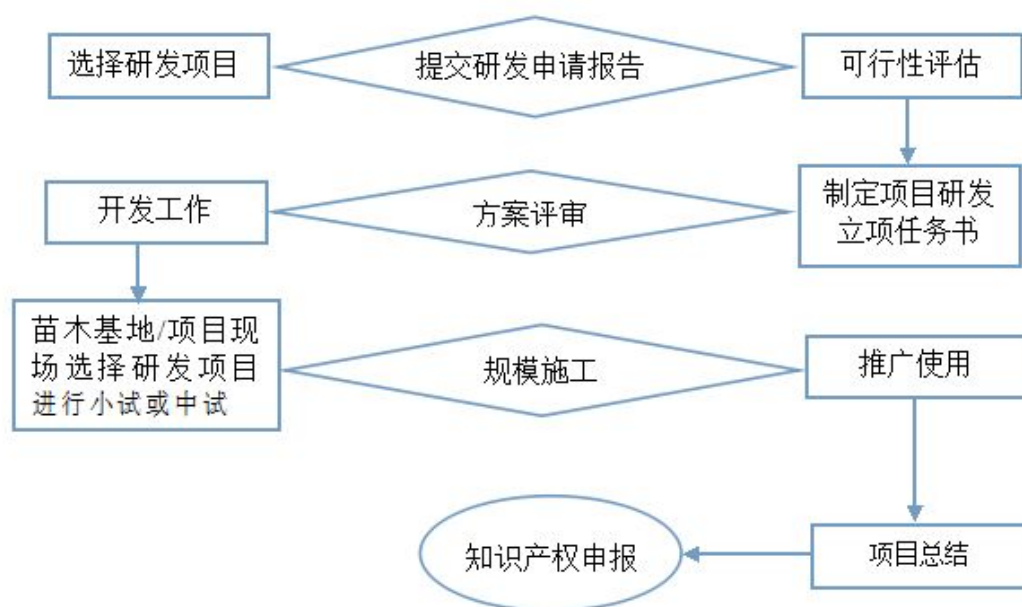 选择研发项目
提交研发申请报告
可行性评估
开发工作
方案评审
制定项目研发
立项任务书
苗木基地/项目现
场选择研发项目
进行小试或中试
规模施工
推广使用
知识产权申报
项目总结